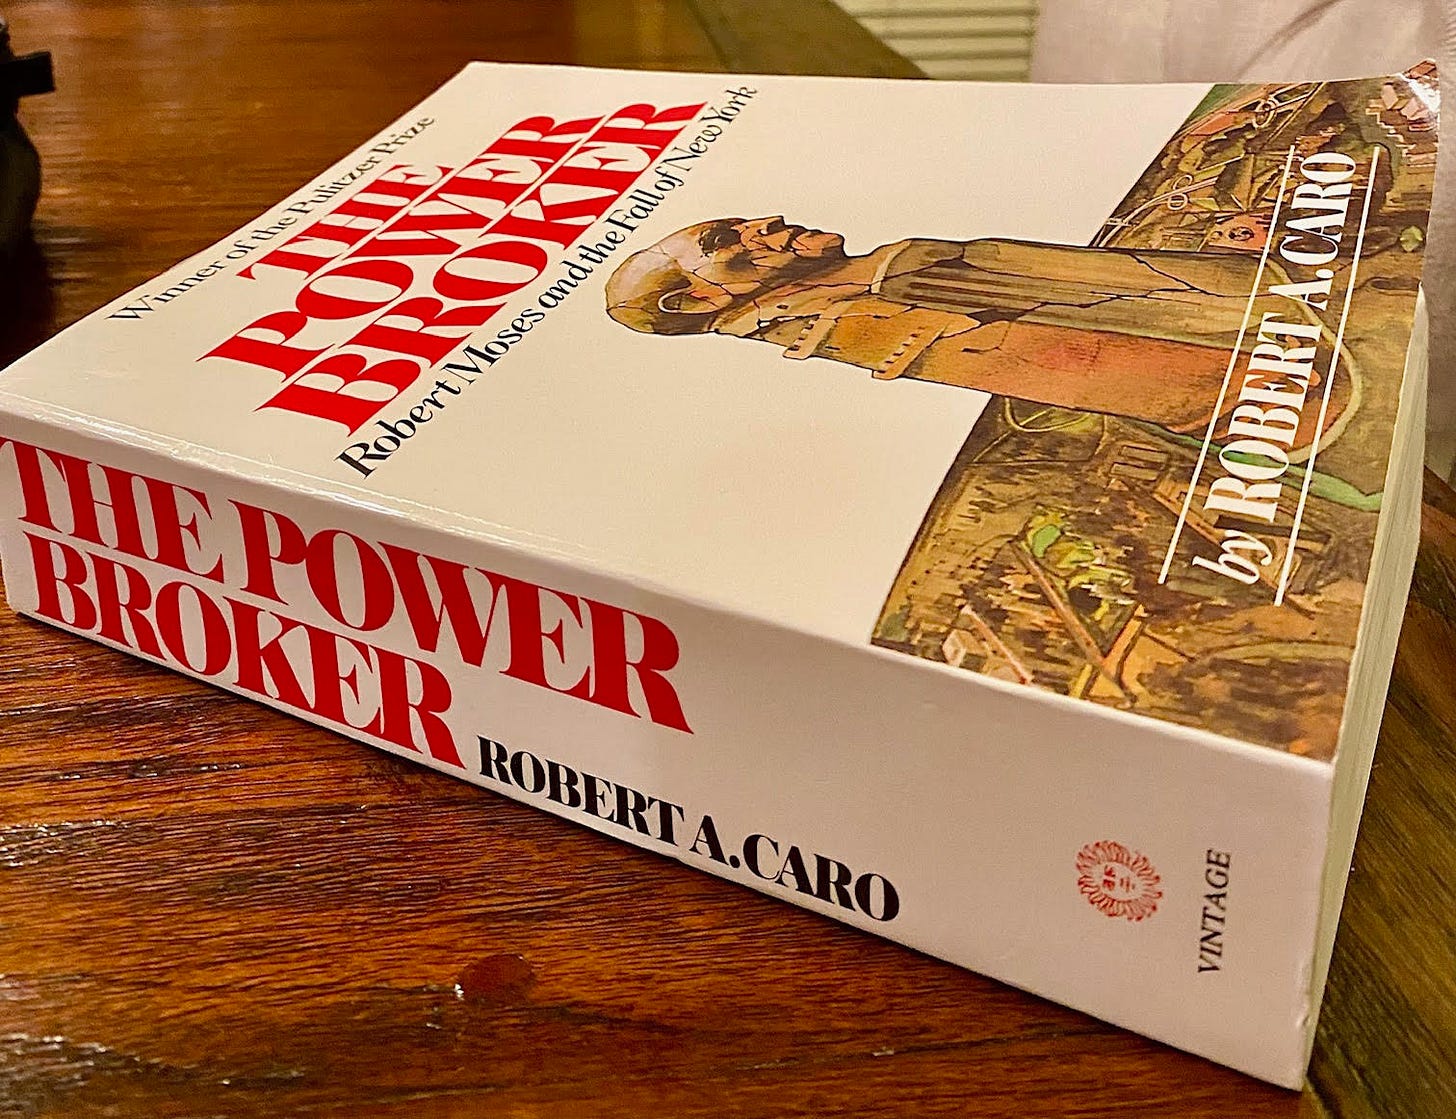 Winner of the Pulitzer Prize
THE
POWER
BROKER
Robert Moses and the Fall of New York
by ROBERT A. CARO
THE POWER
BROKER
ROBERT A. CARO
VINTAGE